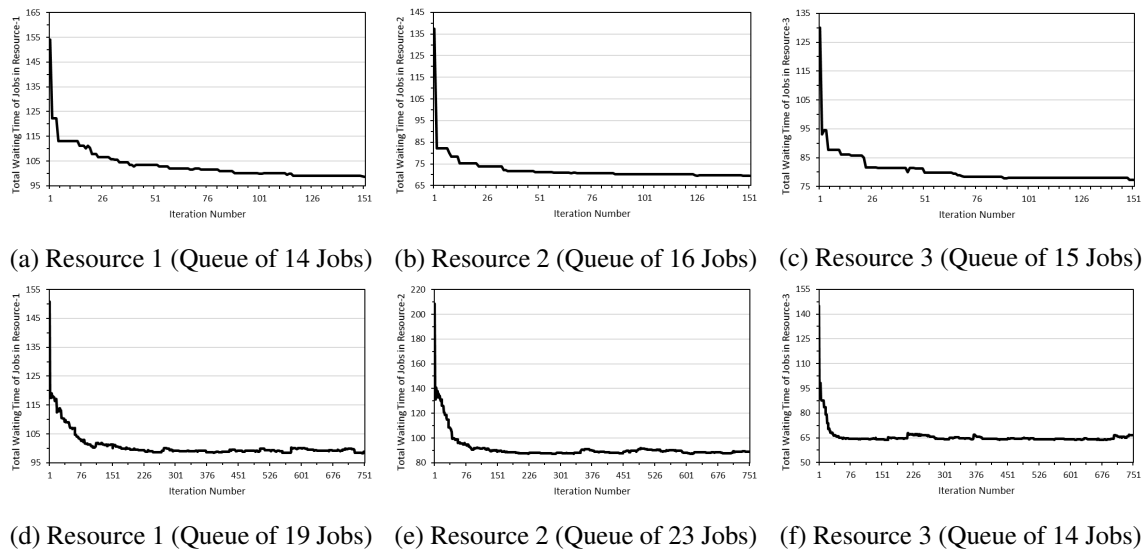 Total Waiting Time of Jobs in Resource-1
165
155
145
135
125
115
105
95
1 26 51 76 101 126 151
Iteration Number
Total Waiting Time of Jobs in Resource-2
145
135
125
115
105
95
85
75
65
1 26 51 76 101 126 151
Iteration Number
Total Waiting Time of Jobs in Resource-3
135
125
115
105
95
85
75
1 26 51 76 101 126 151
Iteration Number
(a) Resource 1 (Queue of 14 Jobs)
(b) Resource 2 (Queue of 16 Jobs)
(c) Resource 3 (Queue of 15 Jobs)
Total Waiting Time of Jobs in Resource-1
155
145
135
125
115
105
95
1 76 151 226 301 376 451 526 601 676 751
Iteration Number
Total Waiting Time of Jobs in Resource-2
220
200
180
160
140
120
100
80
1 76 151 226 301 376 451 526 601 676 751
Iteration Number
Total Waiting Time of Jobs in Resource-3
155
140
125
110
95
80
65
50
1 76 151 226 301 376 451 526 601 676 751
Iteration Number
(d) Resource 1 (Queue of 19 Jobs)
(e) Resource 2 (Queue of 23 Jobs)
(f) Resource 3 (Queue of 14 Jobs)